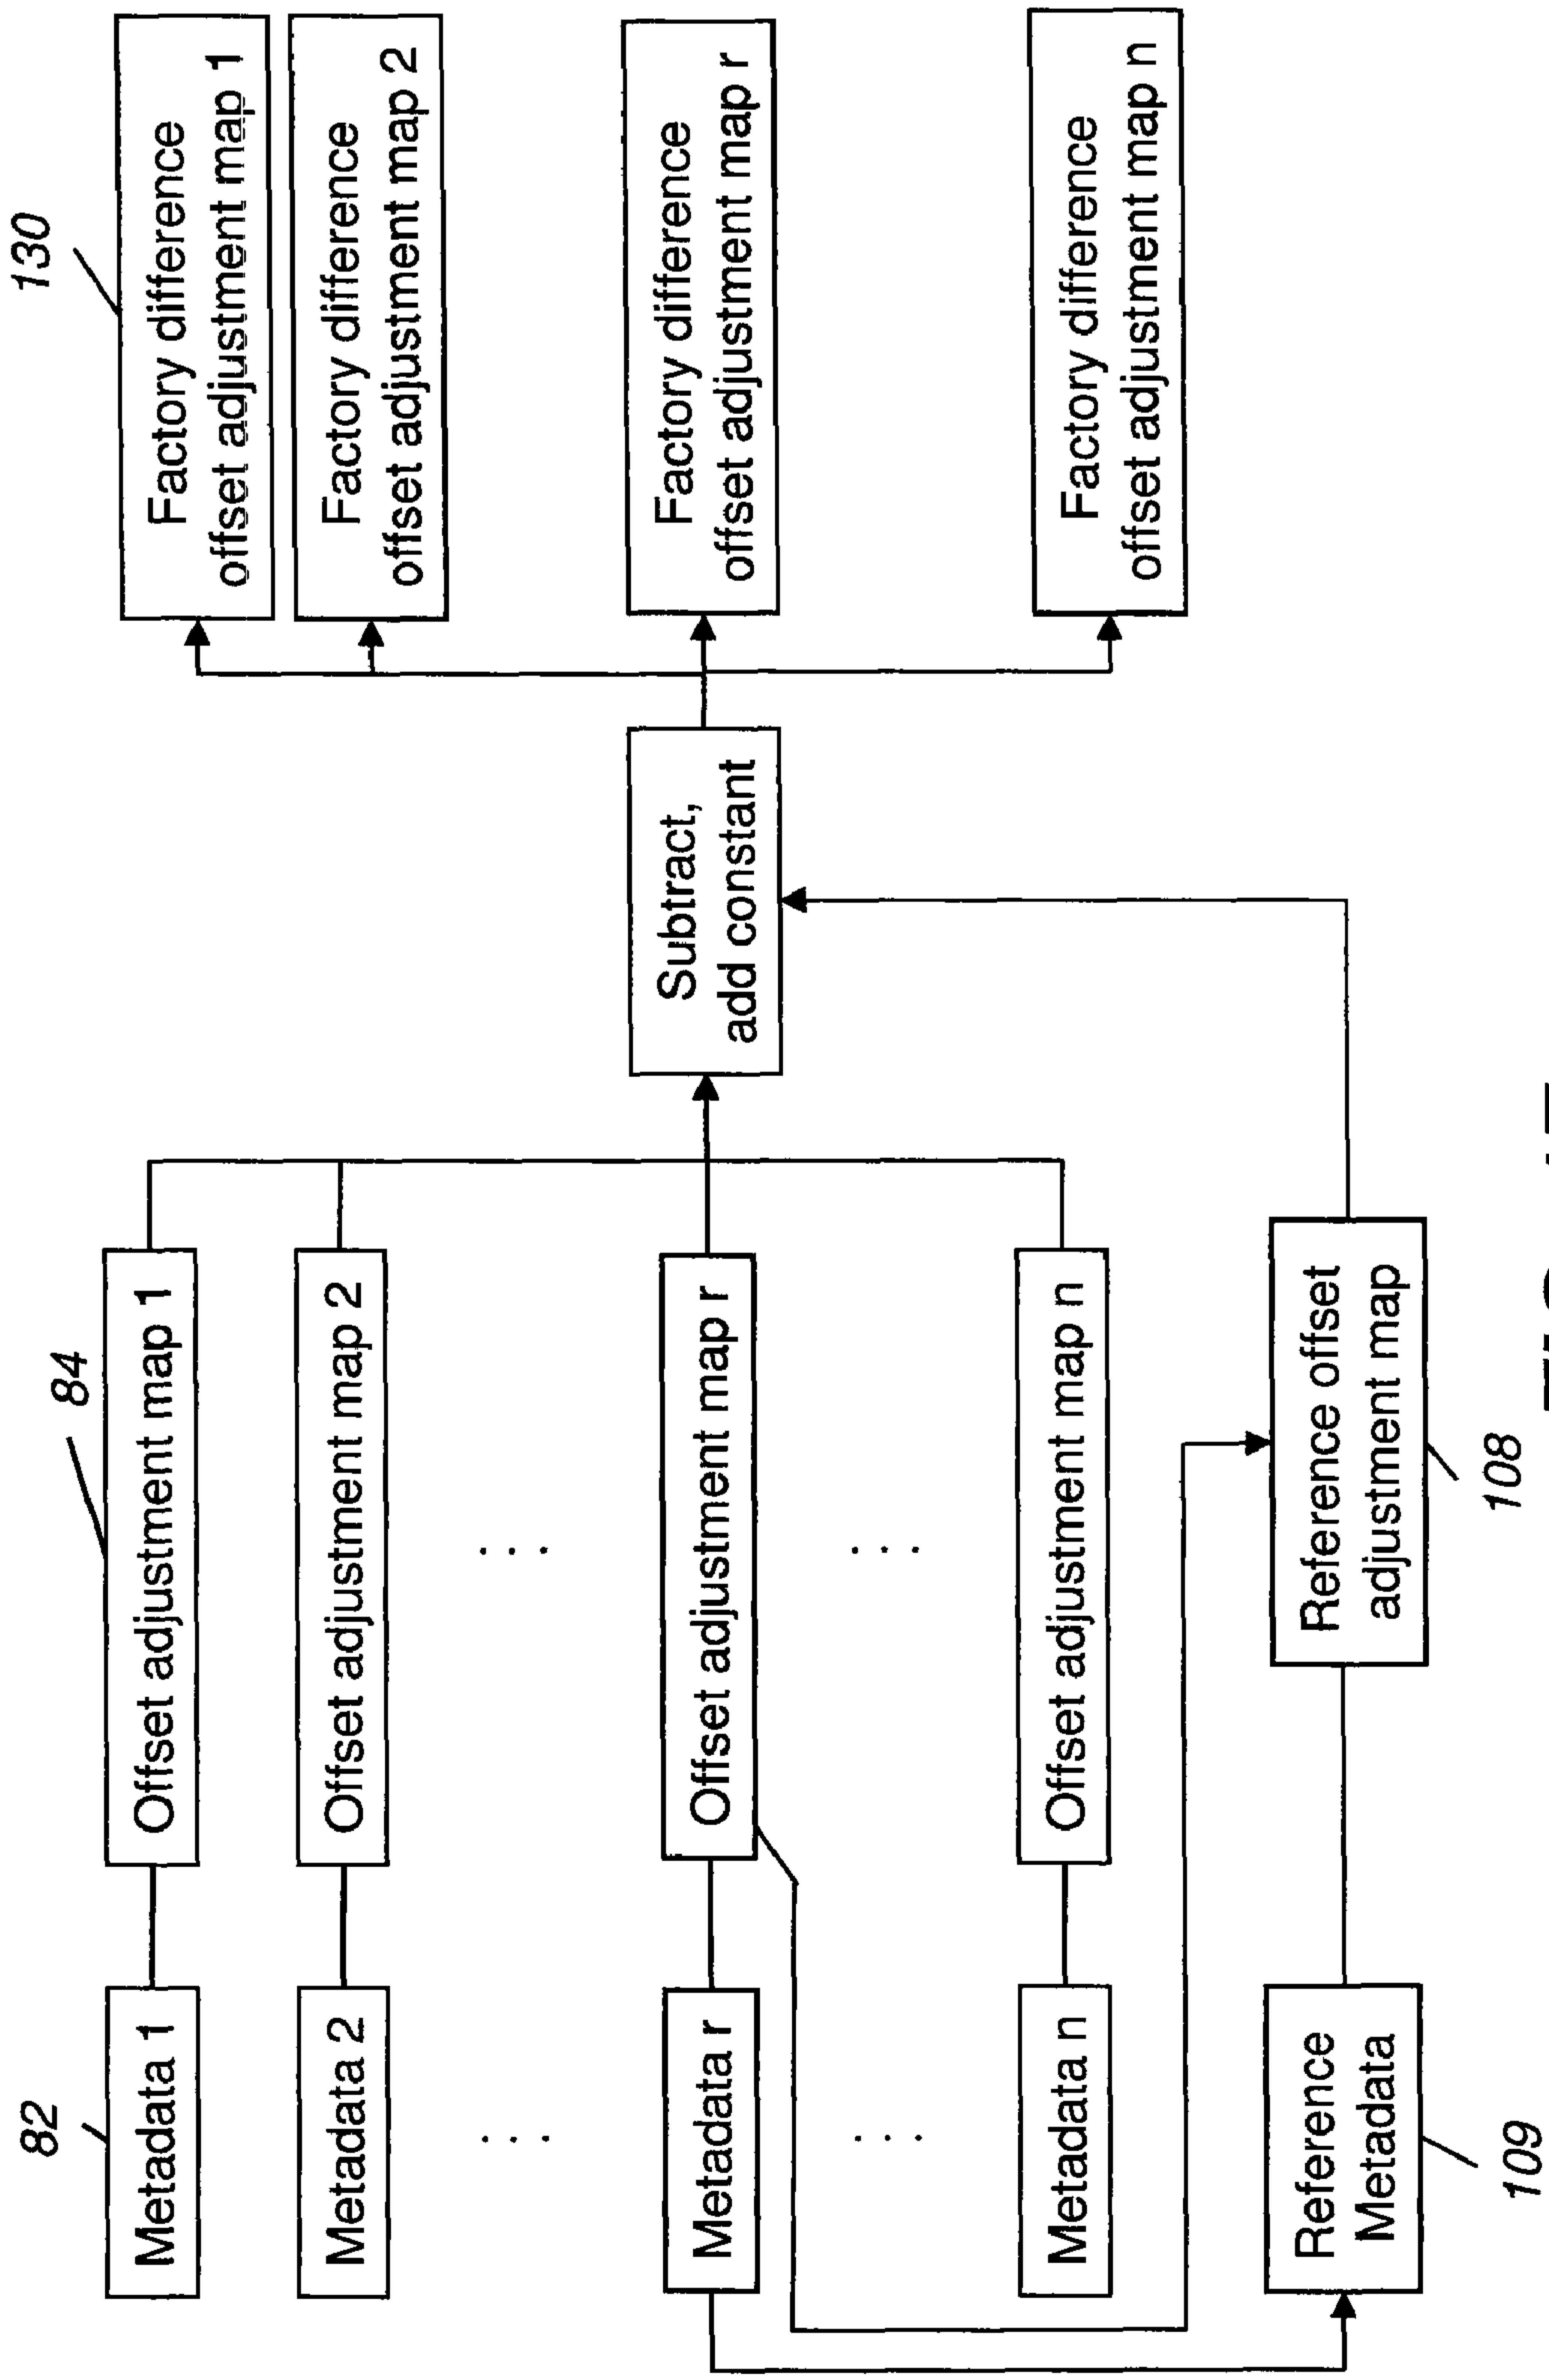 82
Metadata 1
Metadata 2
. . .
Metadata r
. . .
Metadata n
Reference
Metadata
109
84
Offset adjustment map 1
Offset adjustment map 2
. . .
Offset adjustment map r
. . .
Offset adjustment map n
Reference offset
adjustment map
108
Subtract,
add constant
130
Factory difference
offset adjustment map 1
Factory difference
offset adjustment map 2
Factory difference
offset adjustment map r
Factory difference
offset adjustment map n